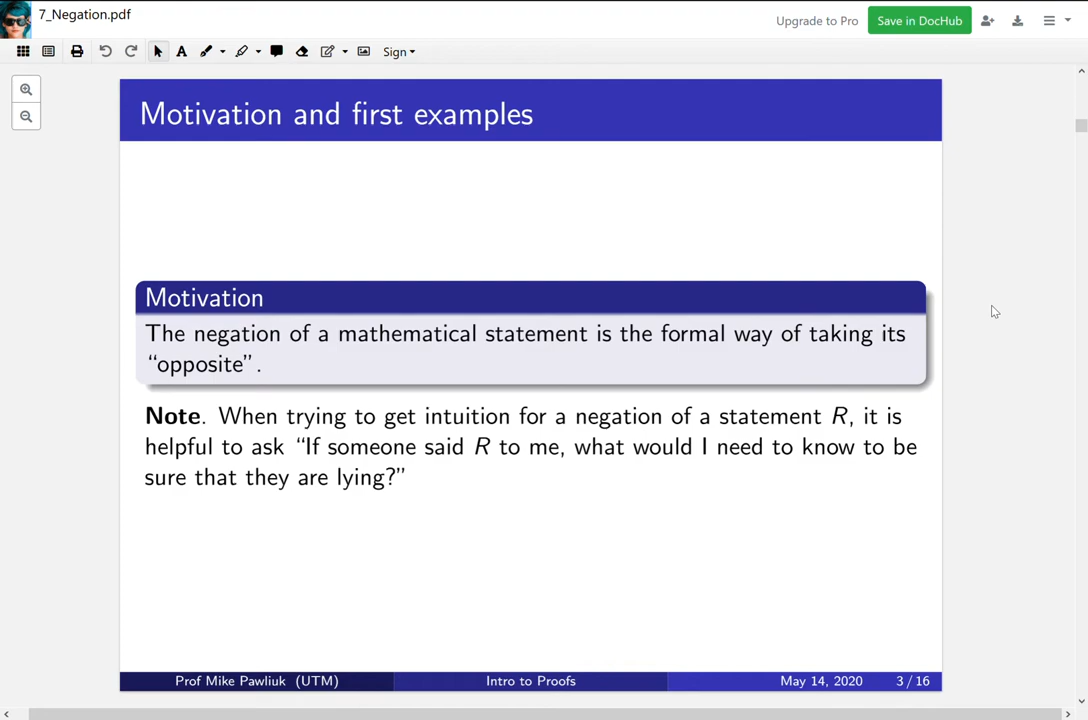 7_Negation.pdf
Upgrade to Pro
Save in DocHub
A
Sign
Motivation and first examples
Motivation
The negation of a mathematical statement is the formal way of taking its
“opposite”.
Note. When trying to get intuition for a negation of a statement R, it is
helpful to ask “If someone said R to me, what would I need to know to be
sure that they are lying?”
Prof Mike Pawliuk (UTM)
Intro to Proofs
May 14, 2020
3 / 16